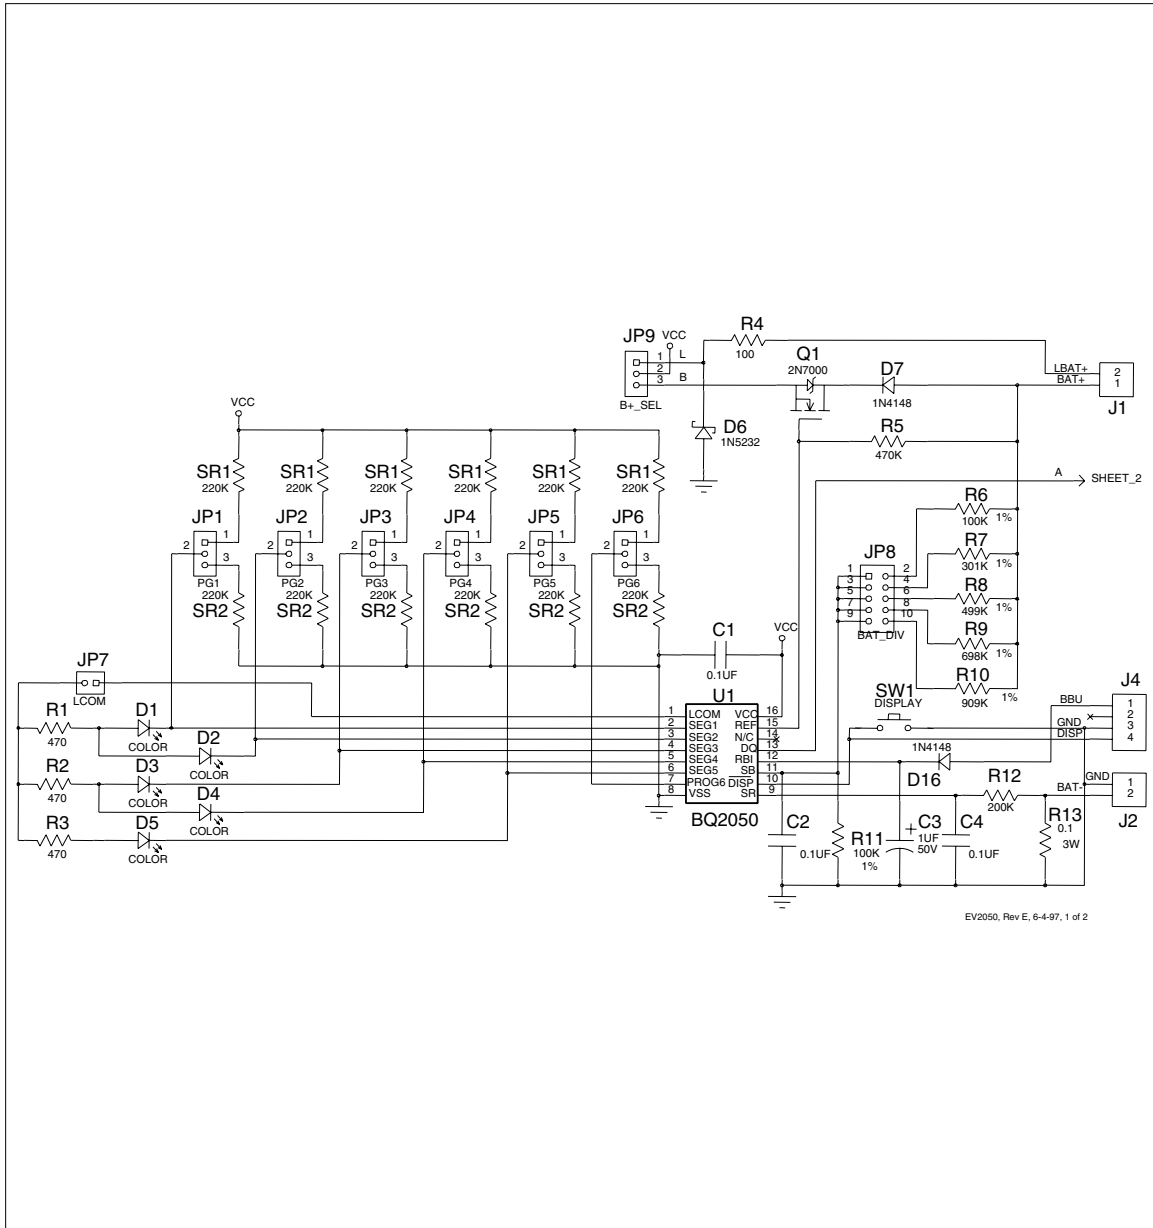 R4
100
JP9
VCC
1
2
3
L
B
B+_SEL
Q1
2N7000
D7
1N4148
LBAT+
BAT+
2
1
J1
D6
1N5232
R5
470K
A
SHEET_2
VCC
SR1
220K
SR1
220K
SR1
220K
SR1
220K
SR1
220K
SR1
220K
JP1
2
1
3
PG1
220K
SR2
JP2
2
1
3
PG2
220K
SR2
JP3
2
1
3
PG3
220K
SR2
JP4
2
1
3
PG4
220K
SR2
JP5
2
1
3
PG5
220K
SR2
JP6
2
1
3
PG6
220K
SR2
R6
100K 1%
R7
301K 1%
R8
499K 1%
R9
698K 1%
R10
909K 1%
JP8
1 2
3 4
5 6
7 8
9 10
BAT_DIV
C1
0.1UF
VCC
JP7
LCOM
R1
470
D1
COLOR
D2
COLOR
R2
470
D3
COLOR
D4
COLOR
R3
470
D5
COLOR
U1
1 LCOM VCC 16
2 SEG1 REF 15
3 SEG2 N/C 14
4 SEG3 DQ 13
5 SEG4 RBI 12
6 SEG5 SB 11
7 PROG6 DISP 10
8 VSS SR 9
BQ2050
SW1
DISPLAY
1N4148
D16
J4
BBU
GND
DISP
1
2
3
4
GND
BAT-
1
2
J2
R12
200K
R13
0.1
3W
C2
0.1UF
R11
100K
1%
+
C3
1UF
50V
C4
0.1UF
EV2050, Rev E, 6-4-97, 1 of 2